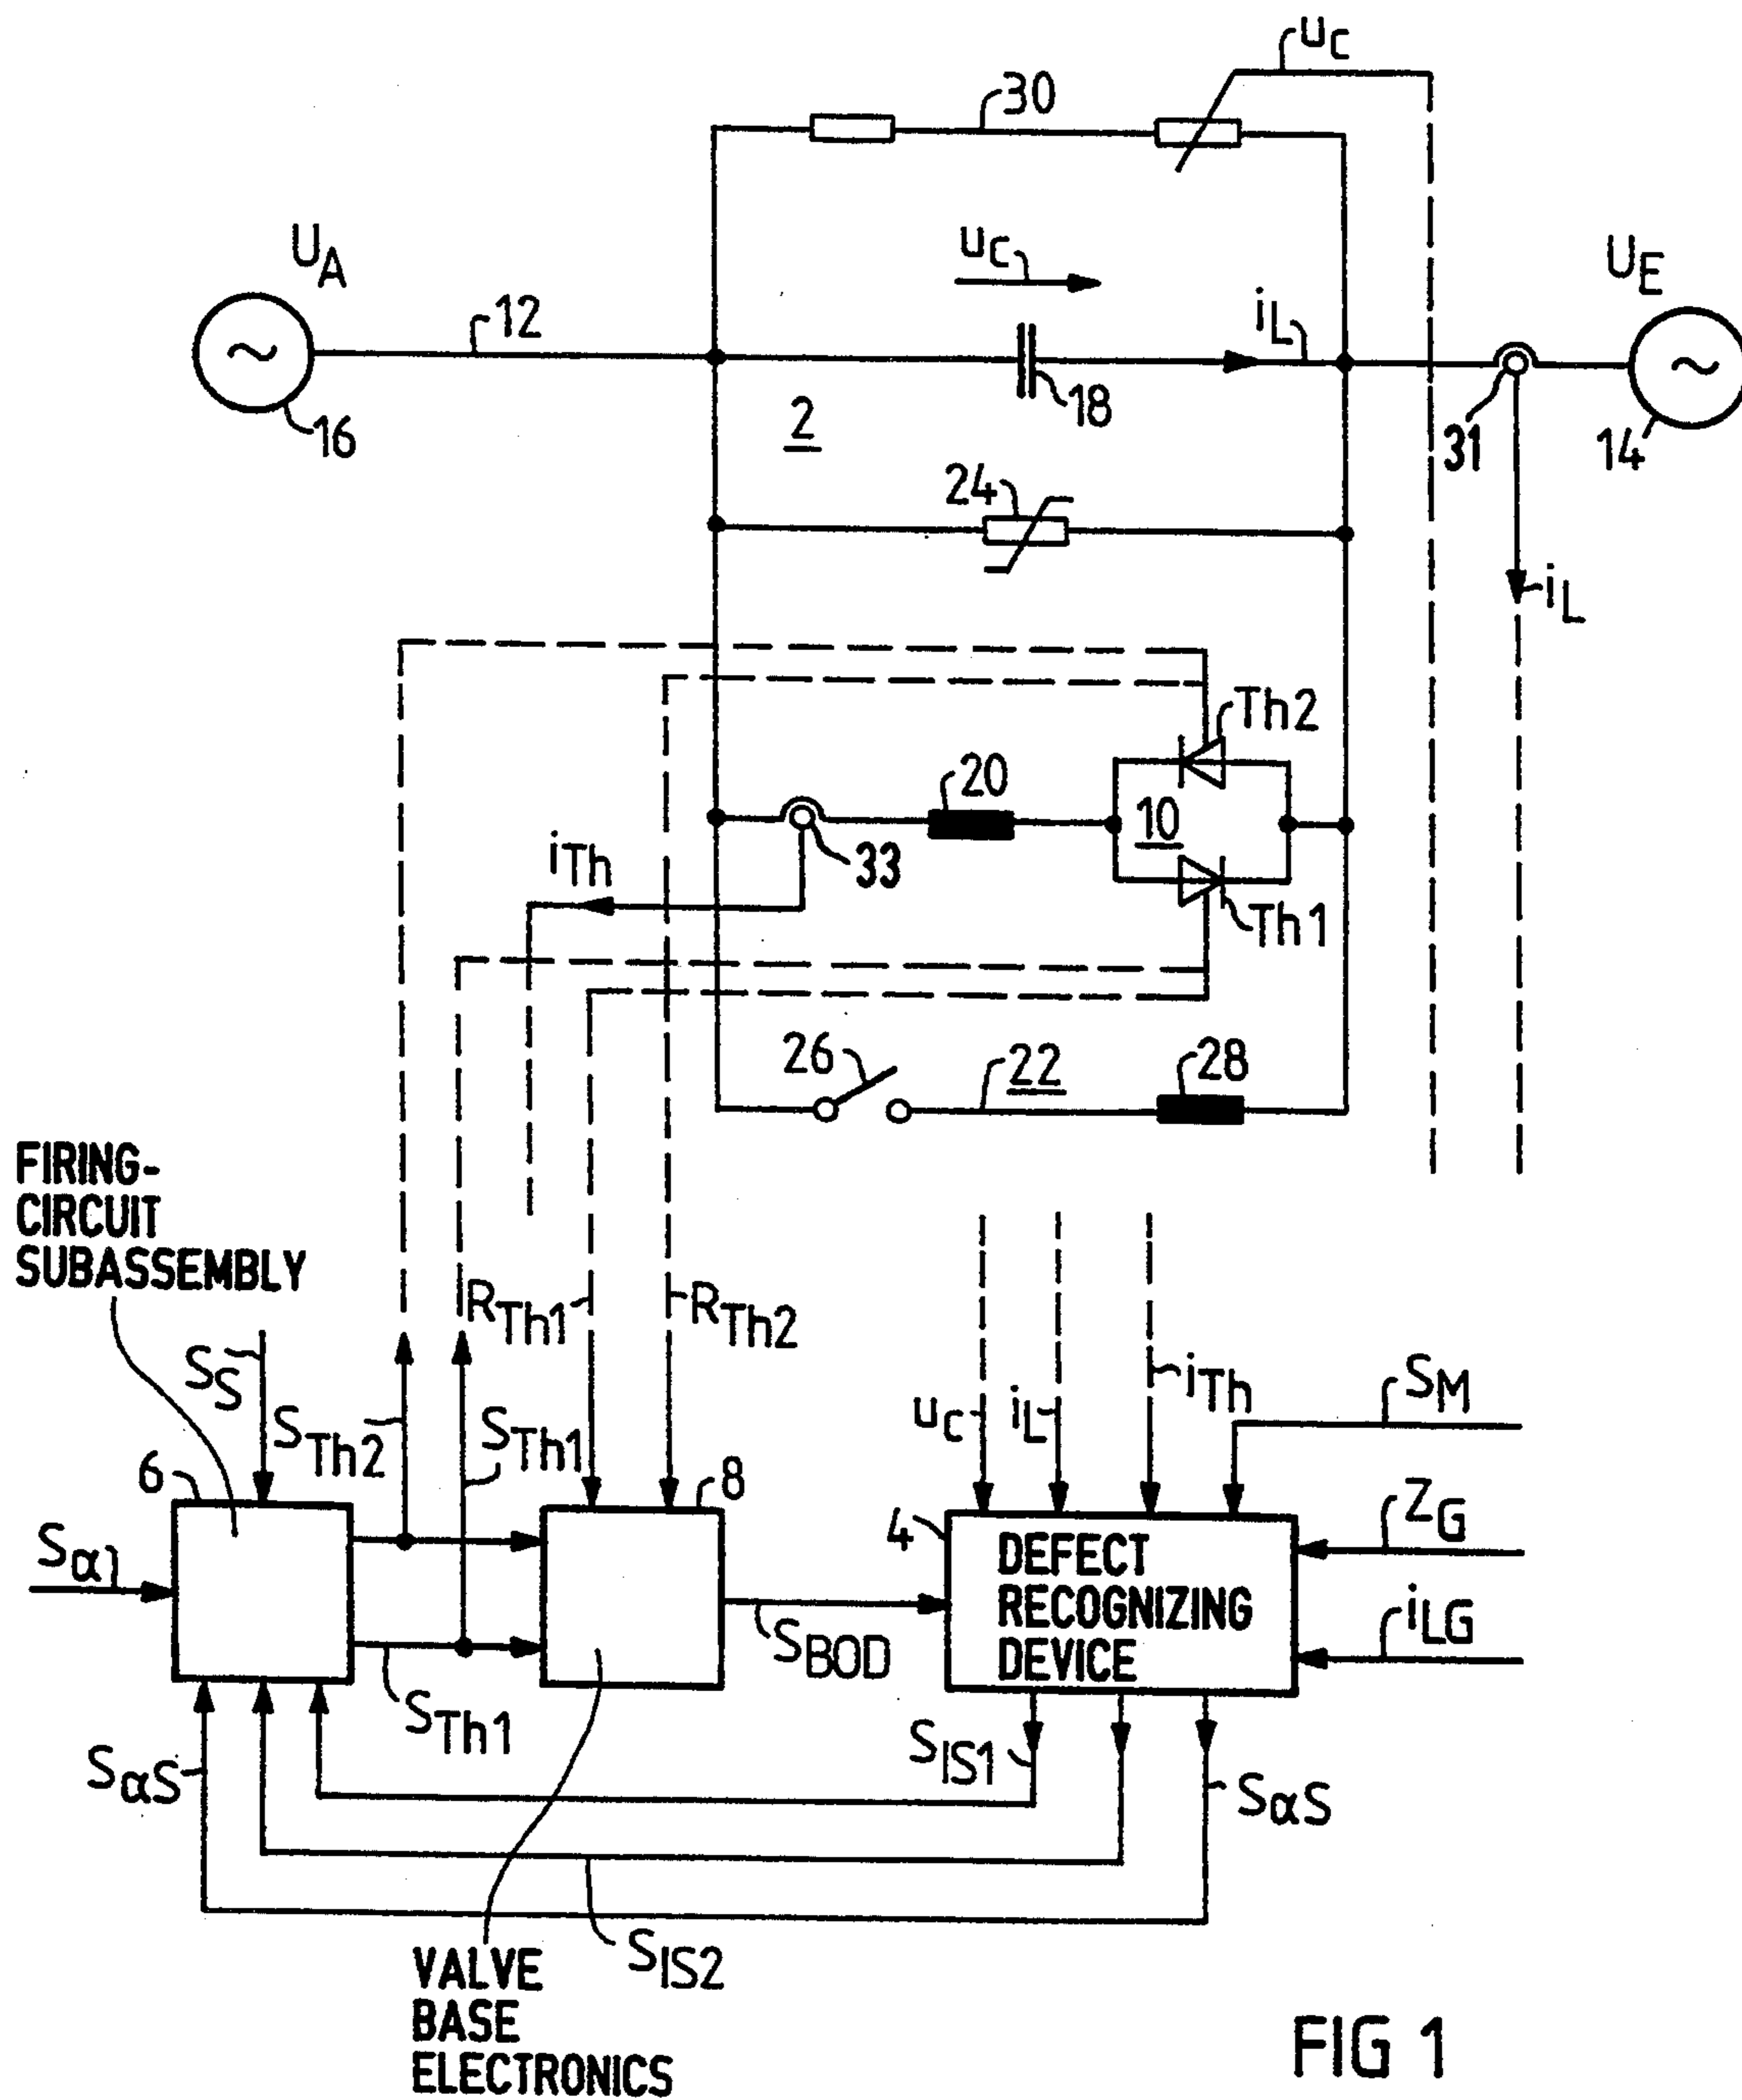 uC
30
UA
uC
UE
12
iL
16
18
2
31
14
24
iL
Th2
20
10
iTh
33
Th1
26
22
28
FIRING-
CIRCUIT
SUBASSEMBLY
RTh1
RTh2
SS
STh2
STh1
uC
iL
iTh
SM
6
8
4
ZG
Sα
DEFECT
RECOGNIZING
DEVICE
SBOD
iLG
STh1
SαS
SIS1
SαS
SIS2
VALVE
BASE
ELECTRONICS
FIG 1